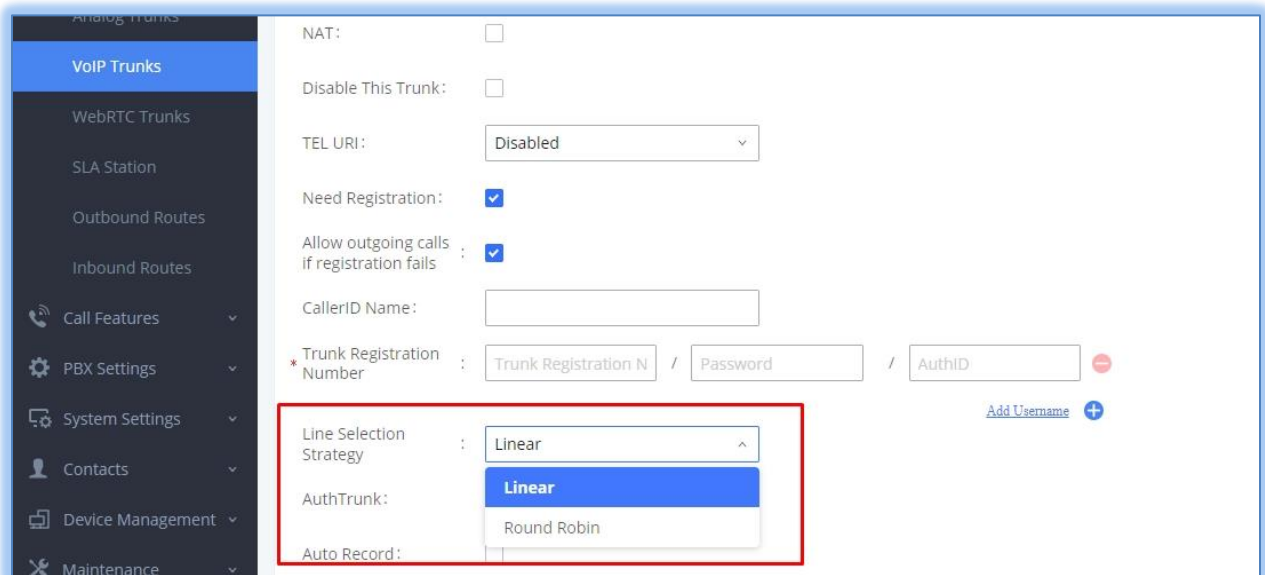 Analog Trunks
VoIP Trunks
WebRTC Trunks
SLA Station
Outbound Routes
Inbound Routes
Call Features
PBX Settings
System Settings
Contacts
Device Management
Maintenance
NAT:
Disable This Trunk:
TEL URI: Disabled
Need Registration:
Allow outgoing calls
if registration fails :
CallerID Name:
* Trunk Registration
Number : Trunk Registration N / Password / AuthID
Add Username
Line Selection
Strategy : Linear
Linear
Round Robin
AuthTrunk:
Auto Record: